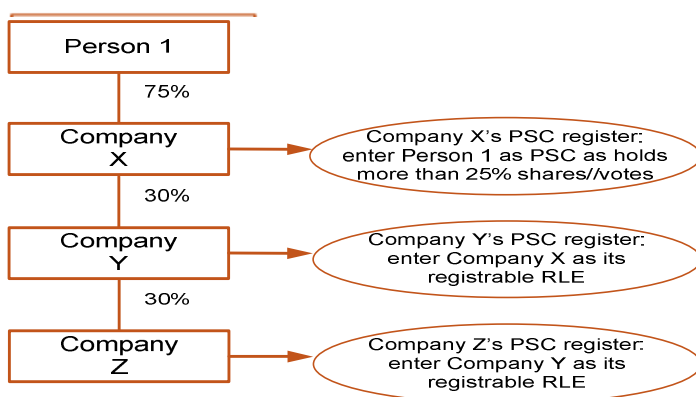 Person 1
75%
Company
X
Company X's PSC register:
enter Person 1 as PSC as holds
more than 25% shares//votes
30%
Company
Y
Company Y's PSC register:
enter Company X as its
registrable RLE
30%
Company
Z
Company Z's PSC register:
enter Company Y as its
registrable RLE